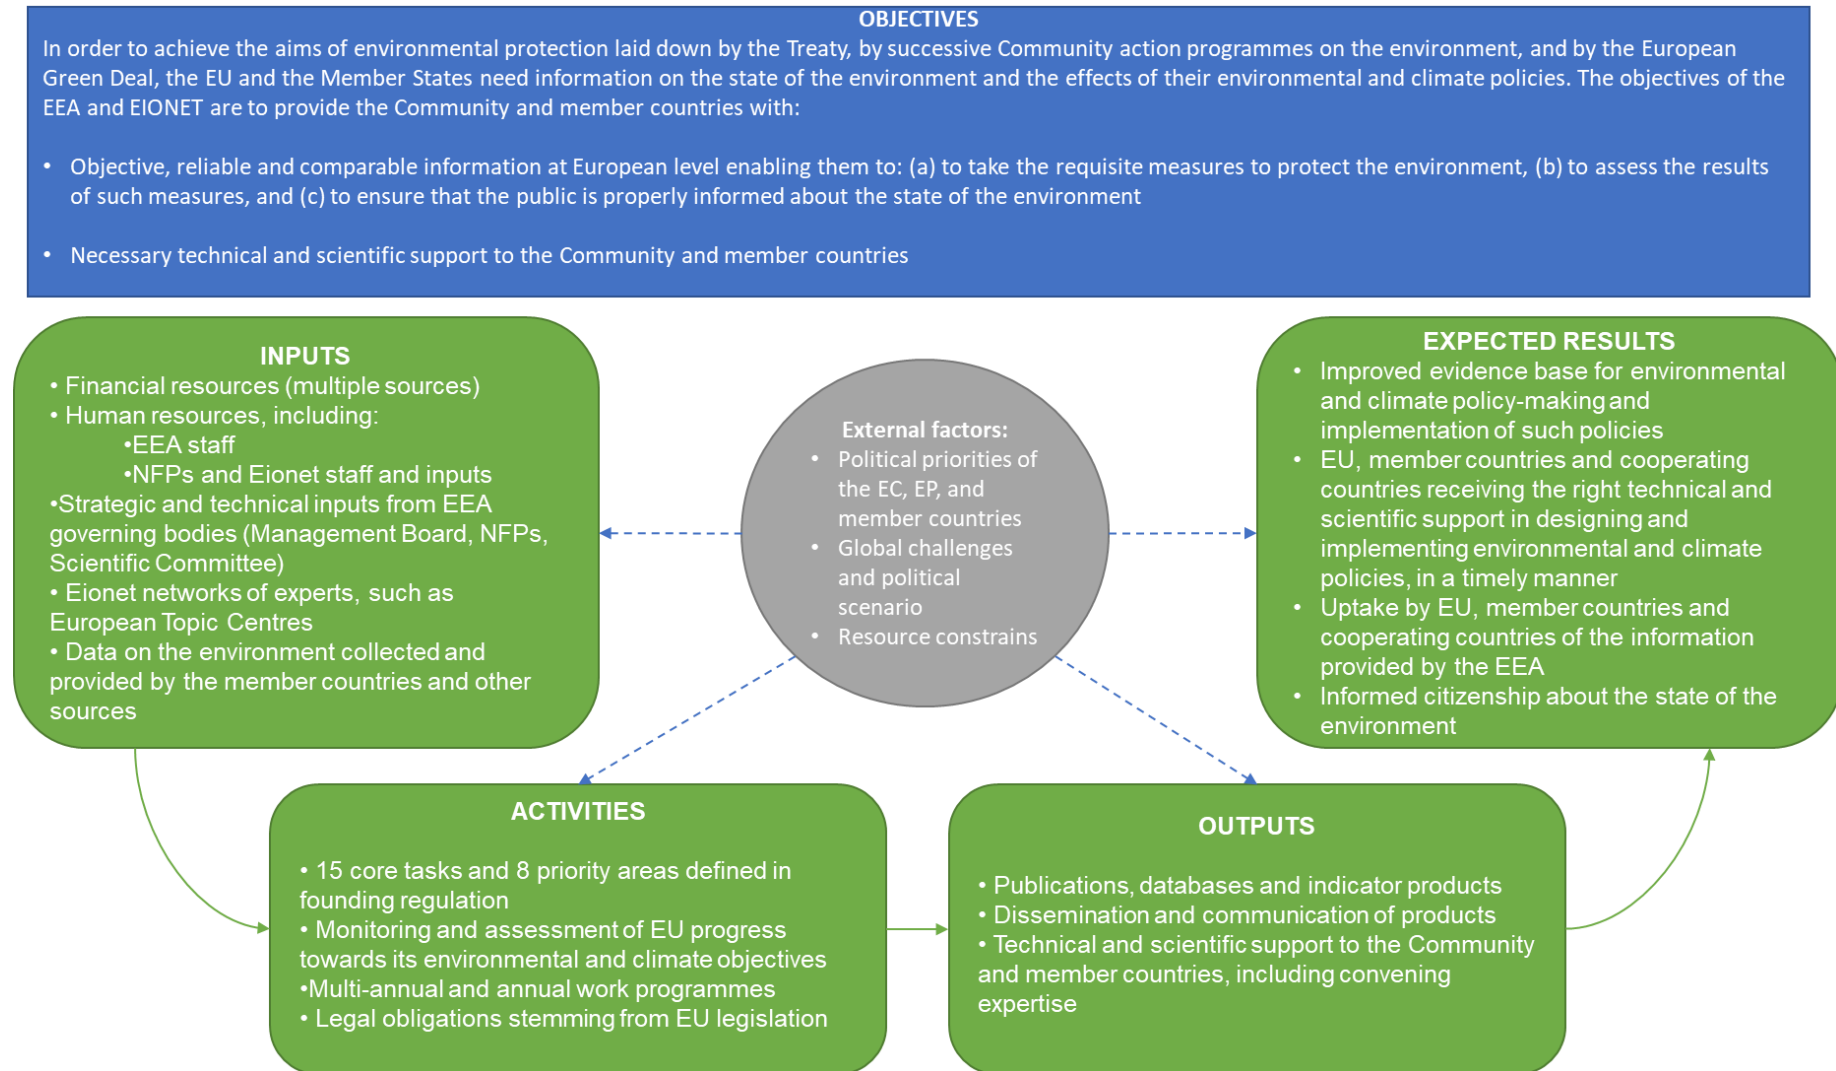 OBJECTIVES
In order to achieve the aims of environmental protection laid down by the Treaty, by successive Community action programmes on the environment, and by the European
Green Deal, the EU and the Member States need information on the state of the environment and the effects of their environmental and climate policies. The objectives of the
EEA and EIONET are to provide the Community and member countries with:
• Objective, reliable and comparable information at European level enabling them to: (a) to take the requisite measures to protect the environment, (b) to assess the results
of such measures, and (c) to ensure that the public is properly informed about the state of the environment
• Necessary technical and scientific support to the Community and member countries
INPUTS
• Financial resources (multiple sources)
• Human resources, including:
•EEA staff
•NFPs and Eionet staff and inputs
•Strategic and technical inputs from EEA
governing bodies (Management Board, NFPs,
Scientific Committee)
• Eionet networks of experts, such as
European Topic Centres
• Data on the environment collected and
provided by the member countries and other
sources
External factors:
• Political priorities of
the EC, EP, and
member countries
• Global challenges
and political
scenario
• Resource constrains
EXPECTED RESULTS
• Improved evidence base for environmental
and climate policy-making and
implementation of such policies
• EU, member countries and cooperating
countries receiving the right technical and
scientific support in designing and
implementing environmental and climate
policies, in a timely manner
• Uptake by EU, member countries and
cooperating countries of the information
provided by the EEA
• Informed citizenship about the state of the
environment
ACTIVITIES
• 15 core tasks and 8 priority areas defined in
founding regulation
• Monitoring and assessment of EU progress
towards its environmental and climate objectives
•Multi-annual and annual work programmes
• Legal obligations stemming from EU legislation
OUTPUTS
• Publications, databases and indicator products
• Dissemination and communication of products
• Technical and scientific support to the Community
and member countries, including convening
expertise